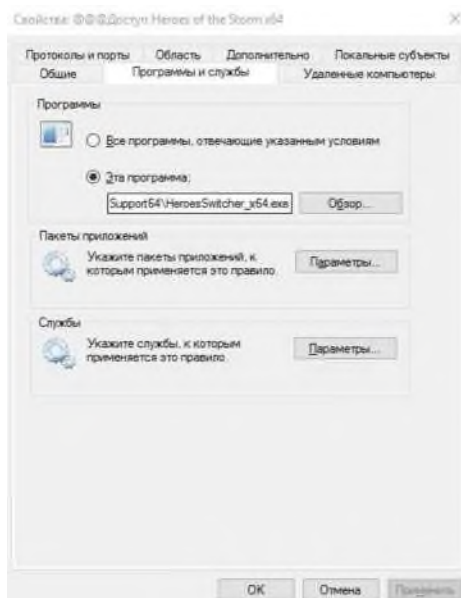 Свойства: @@@Доступ Heroes of the Storm x64
Протоколы и порты Область Дополнительно Локальные субъекты
Общие Программы и службы Удаленные компьютеры
Программы
Все программы, отвечающие указанным условиям
Эта программа:
Support64\HeroesSwitcher_x64.exe Обзор...
Пакеты приложений
Укажите пакеты приложений, к
которым применяется это правило. Параметры...
Службы
Укажите службы, к которым
применяется это правило. Параметры...
OK Отмена Применить